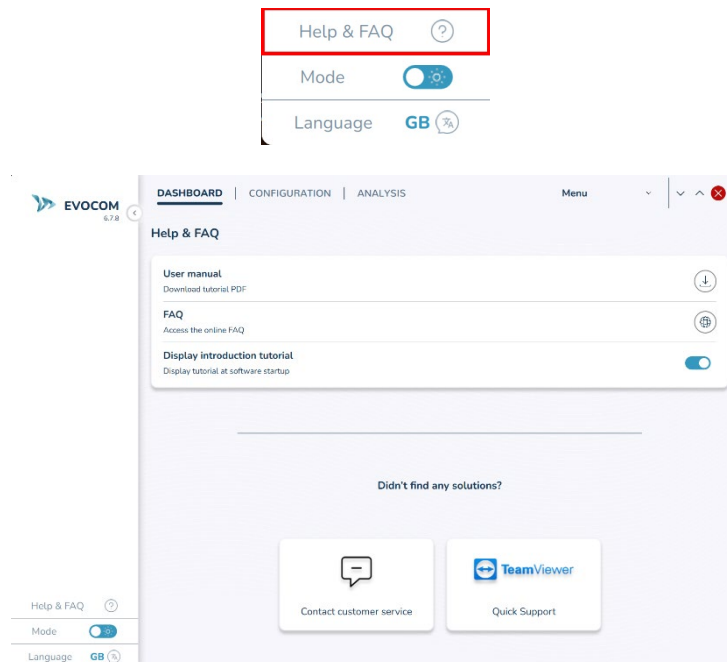 Help & FAQ
Mode
Language GB
EVOCOM
6.7.8
DASHBOARD | CONFIGURATION | ANALYSIS
Menu
Help & FAQ
User manual
Download tutorial PDF
FAQ
Access the online FAQ
Display introduction tutorial
Display tutorial at software startup
Didn't find any solutions?
Contact customer service
TeamViewer
Quick Support
Help & FAQ
Mode
Language GB